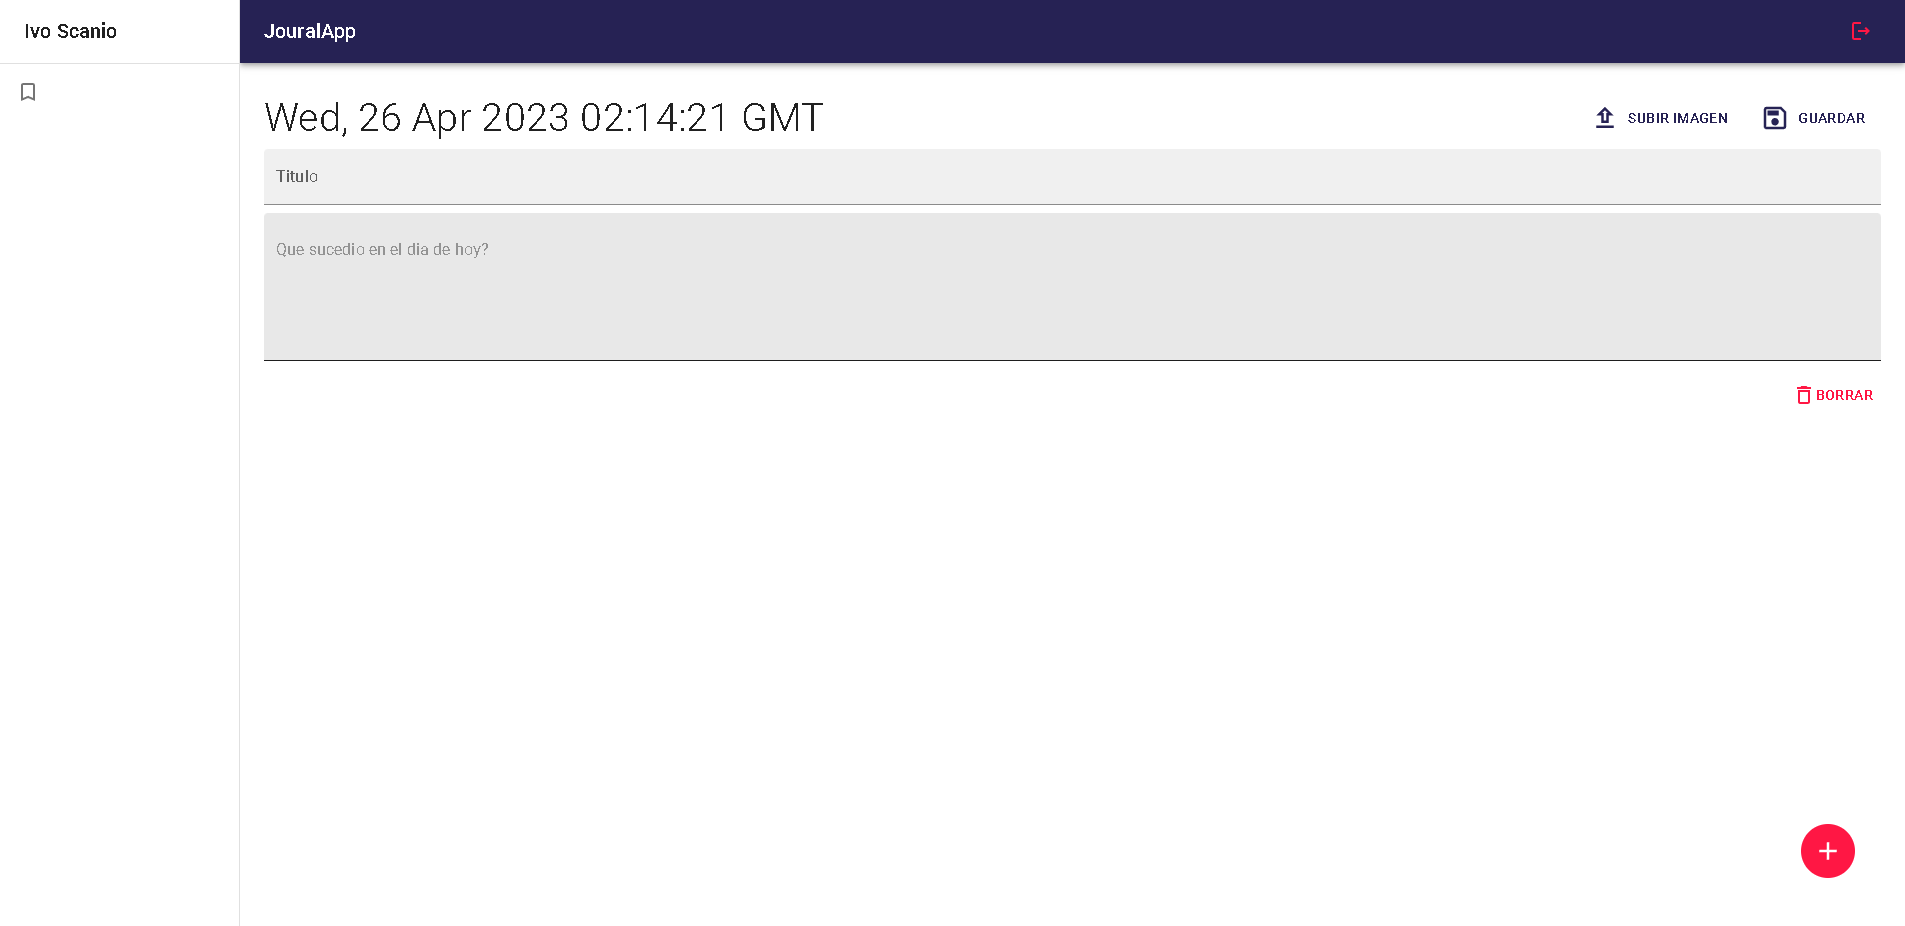 Ivo Scanio
JouralApp
Wed, 26 Apr 2023 02:14:21 GMT
SUBIR IMAGEN
GUARDAR
Titulo
Que sucedio en el dia de hoy?
BORRAR